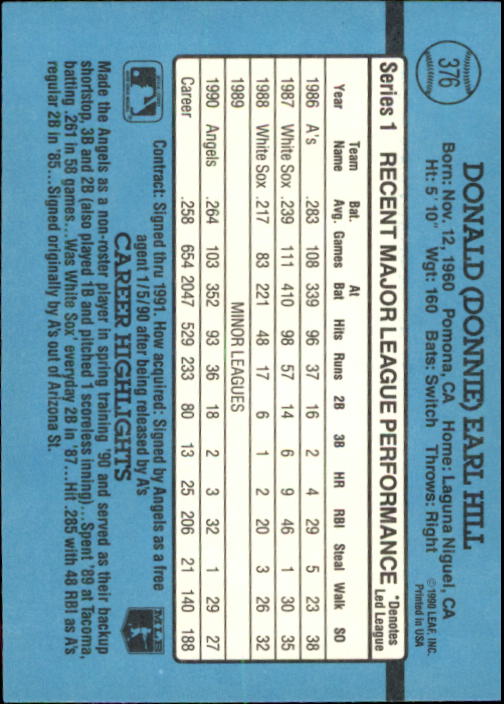 376
DONALD (DONNIE) EARL HILL
Born: Nov. 12, 1960 Pomona, CA Home: Laguna Niguel, CA
Ht: 5' 10" Wgt: 160 Bats: Switch Throws: Right
©1990 LEAF, INC.
Printed in USA
Series 1 RECENT MAJOR LEAGUE PERFORMANCE *Denotes Led League
Year Team Name Bat. Avg. Games At Bat Hits Runs 2B 3B HR RBI Steal Walk SO
1986 A's .283 108 339 96 37 16 2 4 29 5 23 38
1987 White Sox .239 111 410 98 57 14 6 9 46 1 30 35
1988 White Sox .217 83 221 48 17 6 1 2 20 3 26 32
1989 MINOR LEAGUES
1990 Angels .264 103 352 93 36 18 2 3 32 1 29 27
Career .258 654 2047 529 233 80 13 25 206 21 140 188
Contract: Signed thru 1991. How acquired: Signed by Angels as a free
agent 1/5/90 after being released by A's
MLB
CAREER HIGHLIGHTS
Made the Angels as a non-roster player in spring training '90 and served as their backup
shortstop, 3B and 2B (also played 1B and pitched 1 scoreless inning)...Spent '89 at Tacoma,
batting .261 in 58 games...Was White Sox' everyday 2B in '87...Hit .285 with 48 RBI as A's
regular 2B in '85...Signed originally by A's out of Arizona St.